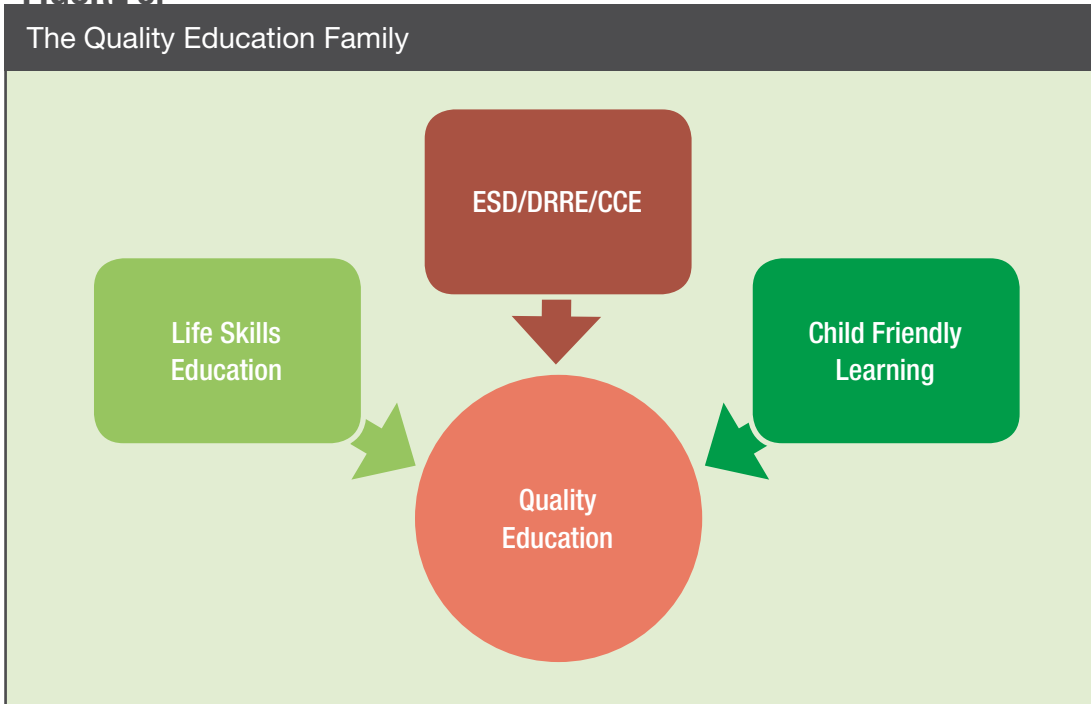 The Quality Education Family
ESD/DRRE/CCE
Life Skills
Education
Child Friendly
Learning
Quality
Education